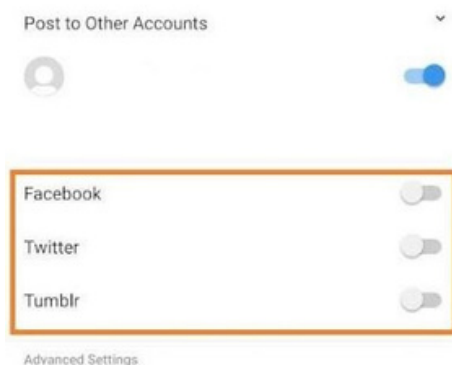 Post to Other Accounts
Facebook
Twitter
Tumblr
Advanced Settings